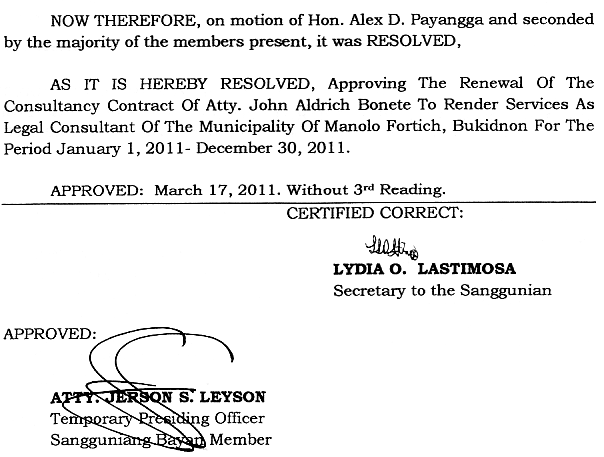 NOW THEREFORE, on motion of Hon. Alex D. Payangga and seconded
by the majority of the members present, it was RESOLVED,
AS IT IS HEREBY RESOLVED, Approving The Renewal Of The
Consultancy Contract Of Atty. John Aldrich Bonete To Render Services As
Legal Consultant Of The Municipality Of Manolo Fortich, Bukidnon For The
Period January 1, 2011- December 30, 2011.
APPROVED: March 17, 2011. Without 3rd Reading.
CERTIFIED CORRECT:
LYDIA O. LASTIMOSA
Secretary to the Sanggunian
APPROVED:
ATTY. JERSON S. LEYSON
Temporary Presiding Officer
Sangguniang Bayan Member